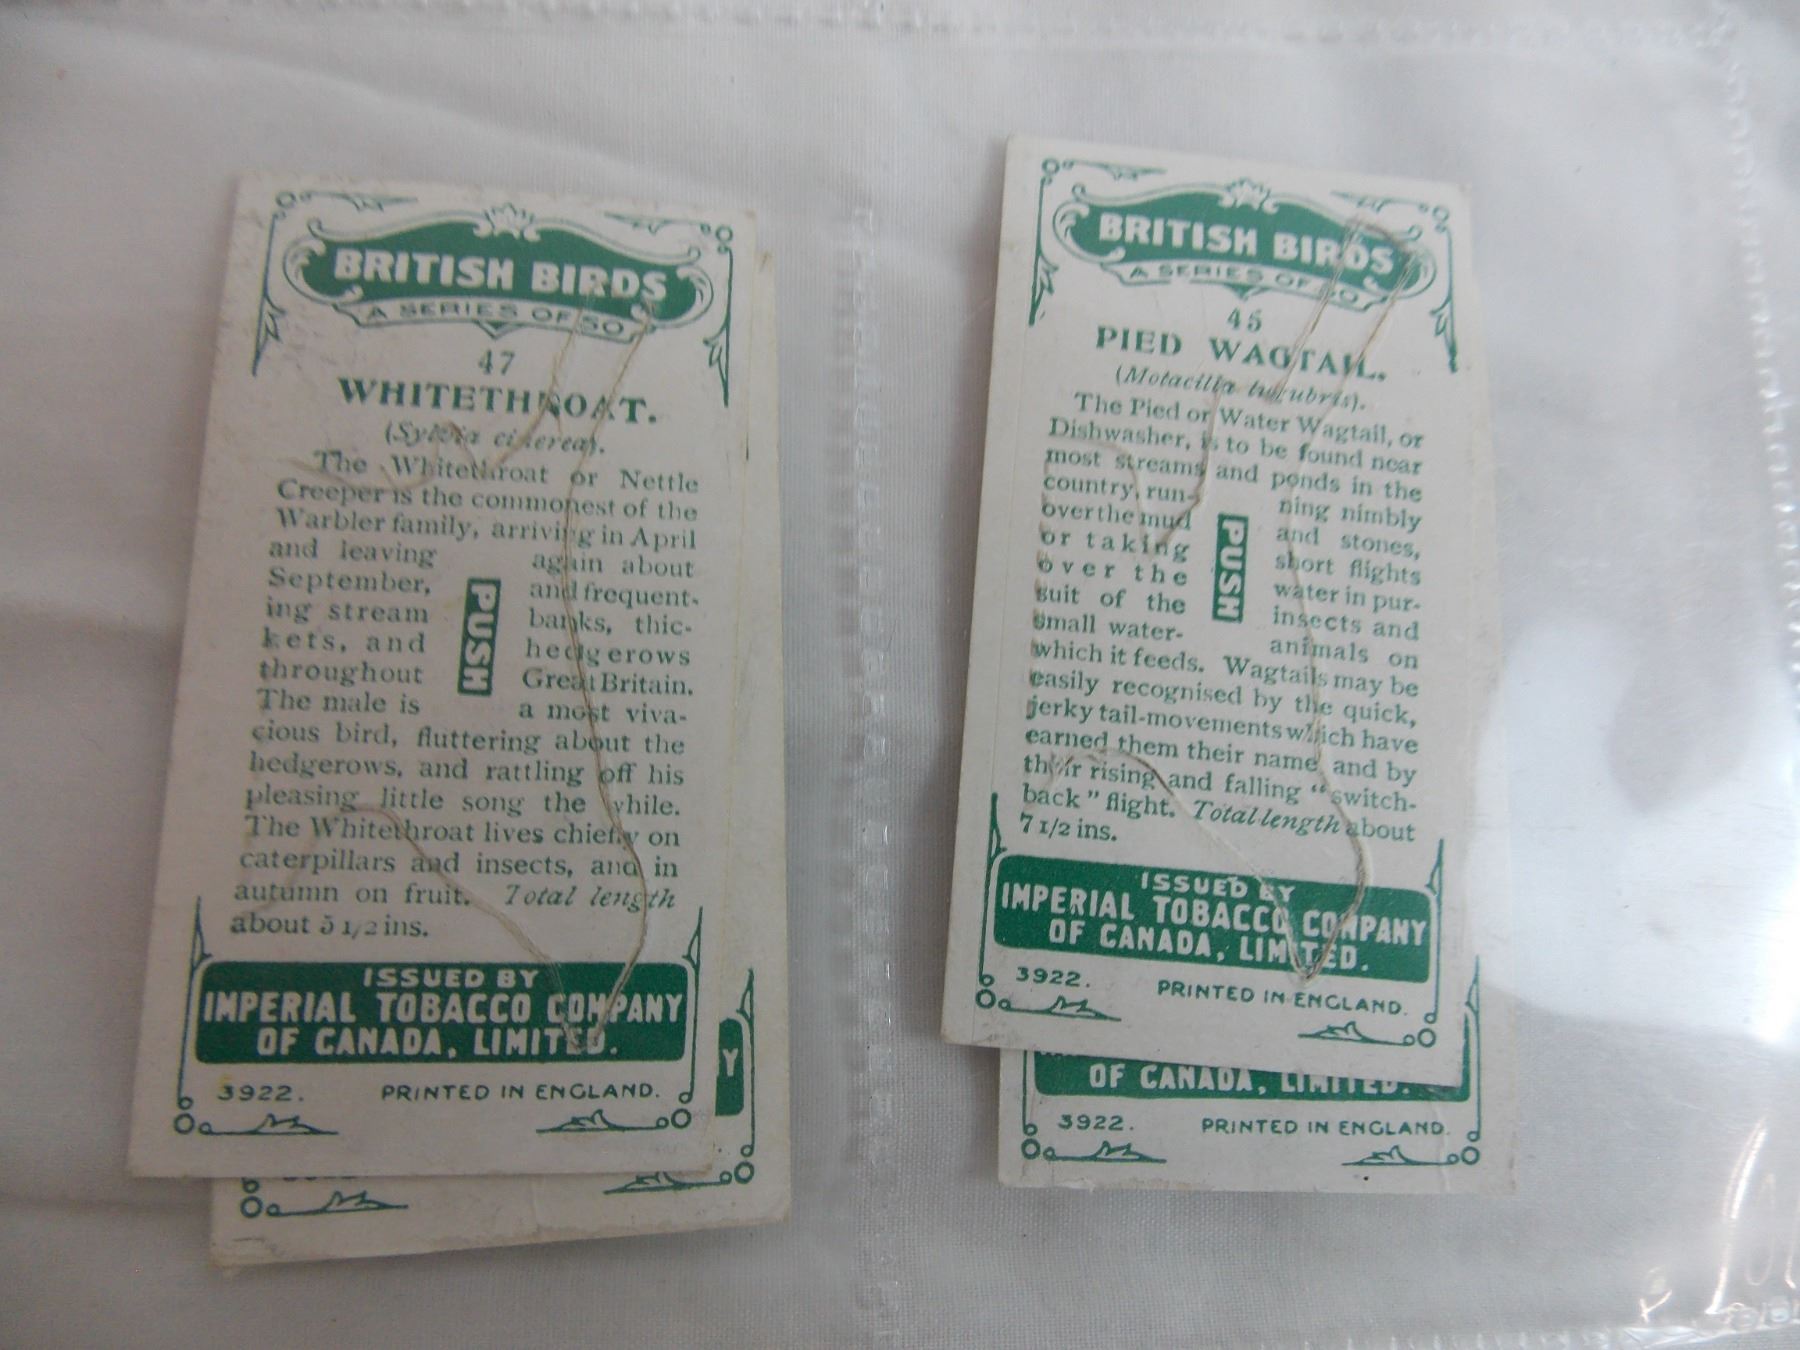 BRITISH BIRDS
A SERIES OF 50
47
WHITETHROAT.
(Sylvia cinerea).
The Whitethroat or Nettle
Creeper is the commonest of the
Warbler family, arriving in April
and leaving again about
September, and frequent-
ing stream banks, thic-
kets, and hedgerows
throughout Great Britain.
The male is a most viva-
cious bird, fluttering about the
hedgerows, and rattling off his
pleasing little song the while.
The Whitethroat lives chiefly on
caterpillars and insects, and in
autumn on fruit. Total length
about 5 1/2 ins.
ISSUED BY
IMPERIAL TOBACCO COMPANY
OF CANADA, LIMITED.
3922. PRINTED IN ENGLAND.
PUSH
Y
BRITISH BIRDS
A SERIES OF 50
45
PIED WAGTAIL.
(Motacilla lugubris).
The Pied or Water Wagtail, or
Dishwasher, is to be found near
most streams and ponds in the
country, run- ning nimbly
over the mud and stones,
or taking short flights
over the water in pur-
suit of the insects and
small water- animals on
which it feeds. Wagtails may be
easily recognised by the quick,
jerky tail-movements which have
earned them their name and by
their rising and falling "switch-
back" flight. Total length about
7 1/2 ins.
PUSH
ISSUED BY
IMPERIAL TOBACCO COMPANY
OF CANADA, LIMITED.
3922. PRINTED IN ENGLAND.
OF CANADA, LIMITED.
3922. PRINTED IN ENGLAND.